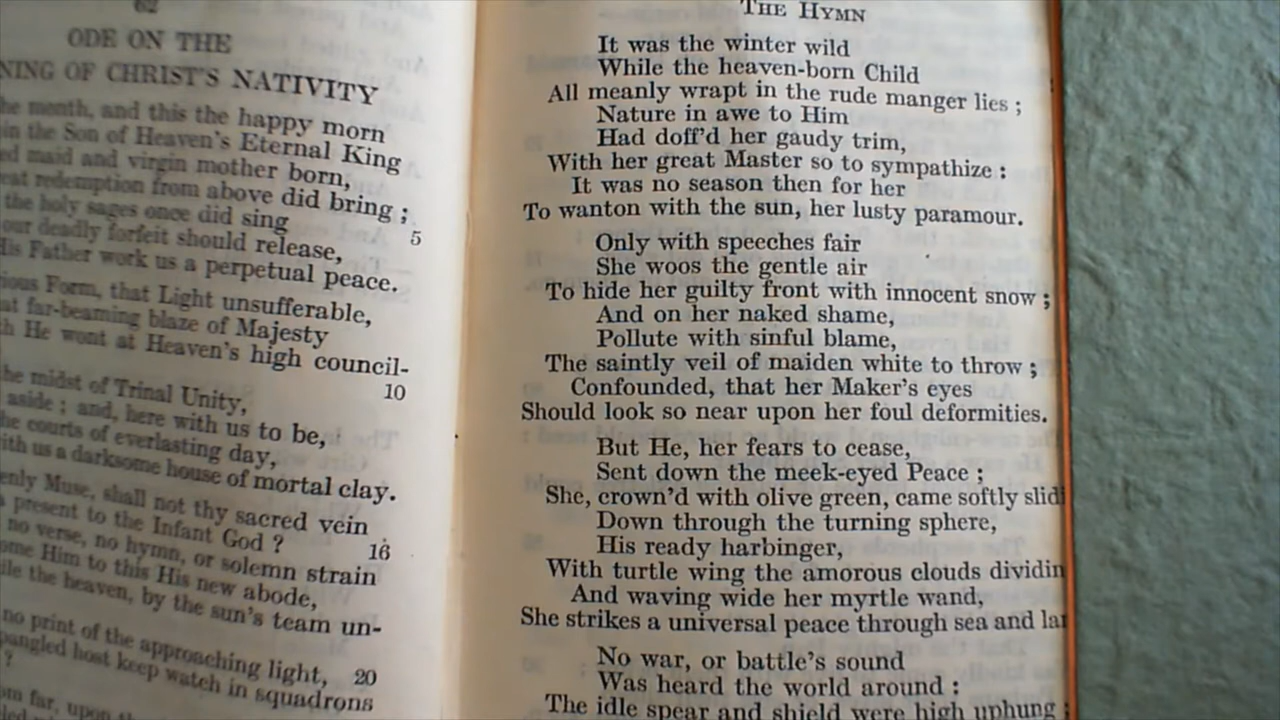 62
ODE ON THE
NING OF CHRIST'S NATIVITY
he month, and this the happy morn
in the Son of Heaven's Eternal King
ed maid and virgin mother born,
eat redemption from above did bring ;
the holy sages once did sing
5
our deadly forfeit should release,
His Father work us a perpetual peace.
ious Form, that Light unsufferable,
at far-beaming blaze of Majesty
h He wont at Heaven's high council-
10
he midst of Trinal Unity,
aside ; and, here with us to be,
he courts of everlasting day,
ith us a darksome house of mortal clay.
enly Muse, shall not thy sacred vein
present to the Infant God ?
16
no verse, no hymn, or solemn strain
ome Him to this His new abode,
ile the heaven, by the sun's team un-
no print of the approaching light,
20
pangled host keep watch in squadrons
?
om far, upon
THE HYMN
It was the winter wild
While the heaven-born Child
All meanly wrapt in the rude manger lies ;
Nature in awe to Him
Had doff'd her gaudy trim,
With her great Master so to sympathize :
It was no season then for her
To wanton with the sun, her lusty paramour.
Only with speeches fair
She woos the gentle air
To hide her guilty front with innocent snow ;
And on her naked shame,
Pollute with sinful blame,
The saintly veil of maiden white to throw ;
Confounded, that her Maker's eyes
Should look so near upon her foul deformities.
But He, her fears to cease,
Sent down the meek-eyed Peace ;
She, crown'd with olive green, came softly slidi
Down through the turning sphere,
His ready harbinger,
With turtle wing the amorous clouds dividin
And waving wide her myrtle wand,
She strikes a universal peace through sea and lan
No war, or battle's sound
Was heard the world around :
The idle spear and shield were high uphung ;